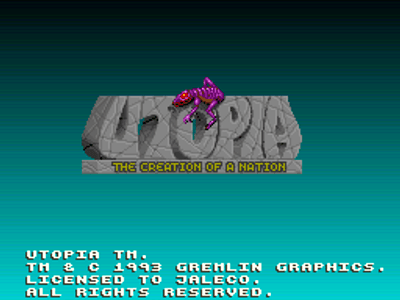 UTOPIA
THE CREATION OF A NATION
UTOPIA TM.
TM & C 1993 GREMLIN GRAPHICS.
LICENSED TO JALECO.
ALL RIGHTS RESERVED.